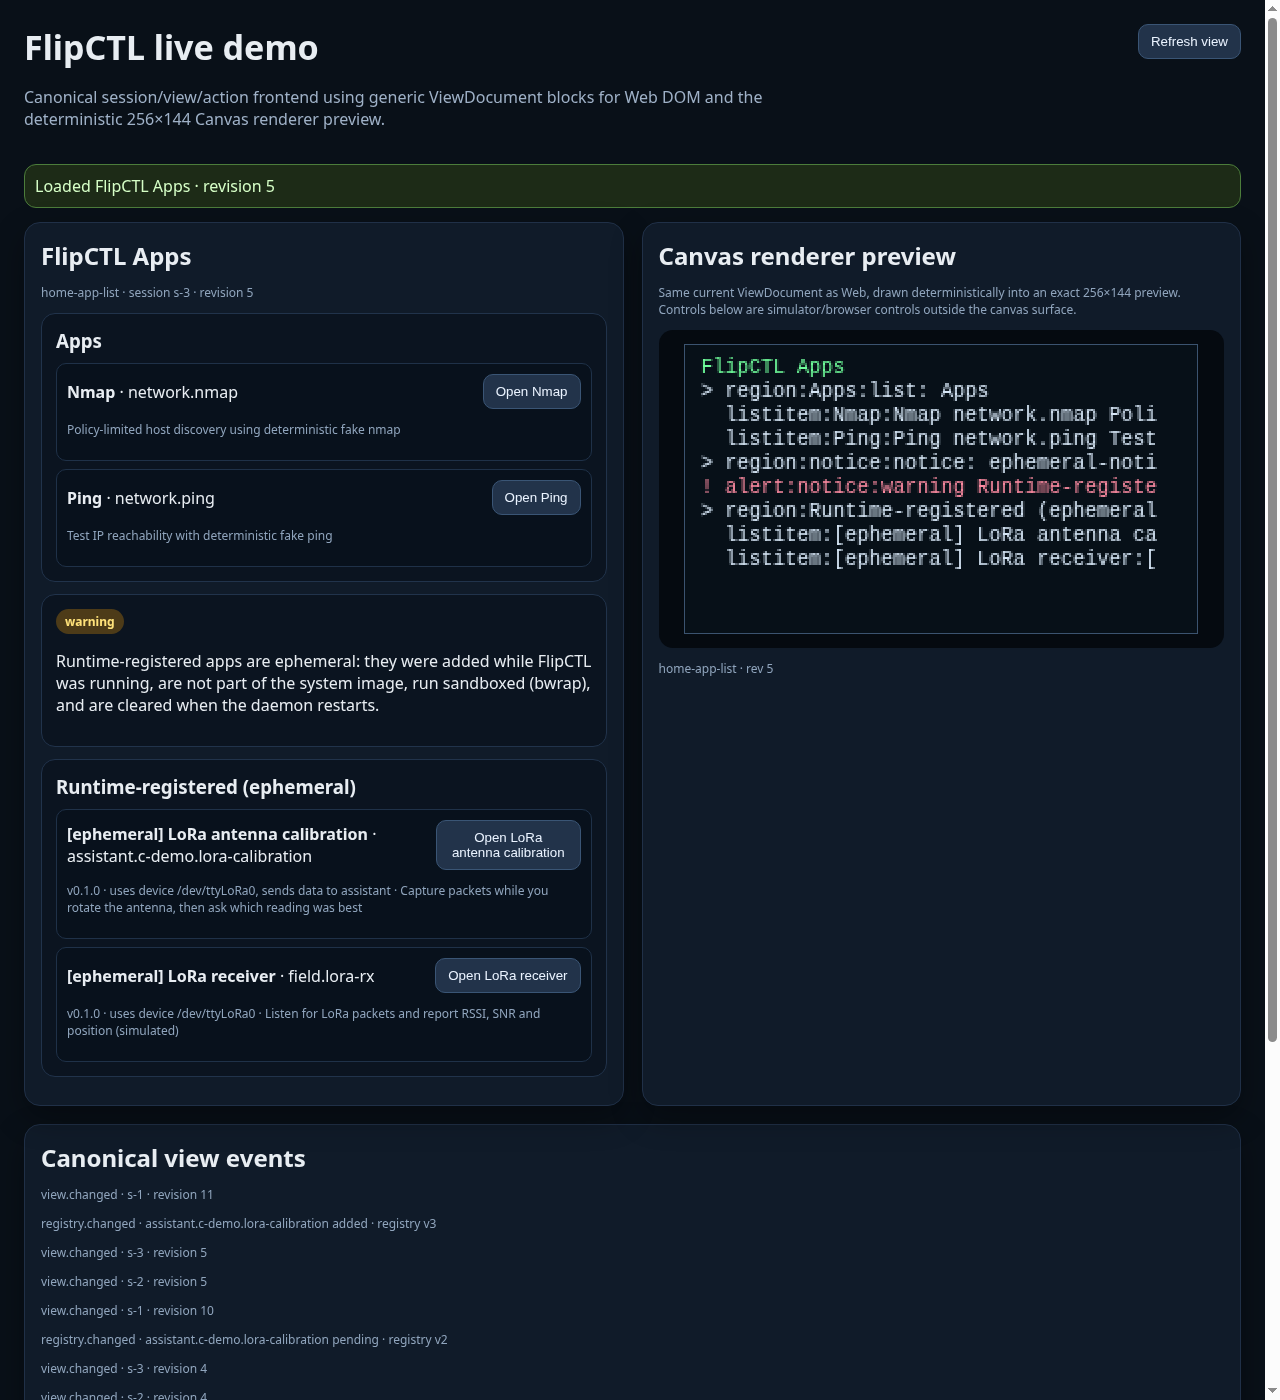 FlipCTL live demo
Refresh view
Canonical session/view/action frontend using generic ViewDocument blocks for Web DOM and the
deterministic 256×144 Canvas renderer preview.
Loaded FlipCTL Apps · revision 5
FlipCTL Apps
home-app-list · session s-3 · revision 5
Apps
Nmap · network.nmap
Open Nmap
Policy-limited host discovery using deterministic fake nmap
Ping · network.ping
Open Ping
Test IP reachability with deterministic fake ping
warning
Runtime-registered apps are ephemeral: they were added while FlipCTL
was running, are not part of the system image, run sandboxed (bwrap),
and are cleared when the daemon restarts.
Runtime-registered (ephemeral)
[ephemeral] LoRa antenna calibration ·
assistant.c-demo.lora-calibration
Open LoRa
antenna calibration
v0.1.0 · uses device /dev/ttyLoRa0, sends data to assistant · Capture packets while you
rotate the antenna, then ask which reading was best
[ephemeral] LoRa receiver · field.lora-rx
Open LoRa receiver
v0.1.0 · uses device /dev/ttyLoRa0 · Listen for LoRa packets and report RSSI, SNR and
position (simulated)
Canvas renderer preview
Same current ViewDocument as Web, drawn deterministically into an exact 256×144 preview.
Controls below are simulator/browser controls outside the canvas surface.
FlipCTL Apps
> region:Apps:list: Apps
listitem:Nmap:Nmap network.nmap Poli
listitem:Ping:Ping network.ping Test
> region:notice:notice: ephemeral-noti
! alert:notice:warning Runtime-registe
> region:Runtime-registered (ephemeral
listitem:[ephemeral] LoRa antenna ca
listitem:[ephemeral] LoRa receiver:[
home-app-list · rev 5
Canonical view events
view.changed · s-1 · revision 11
registry.changed · assistant.c-demo.lora-calibration added · registry v3
view.changed · s-3 · revision 5
view.changed · s-2 · revision 5
view.changed · s-1 · revision 10
registry.changed · assistant.c-demo.lora-calibration pending · registry v2
view.changed · s-3 · revision 4
view.changed · s-2 · revision 4